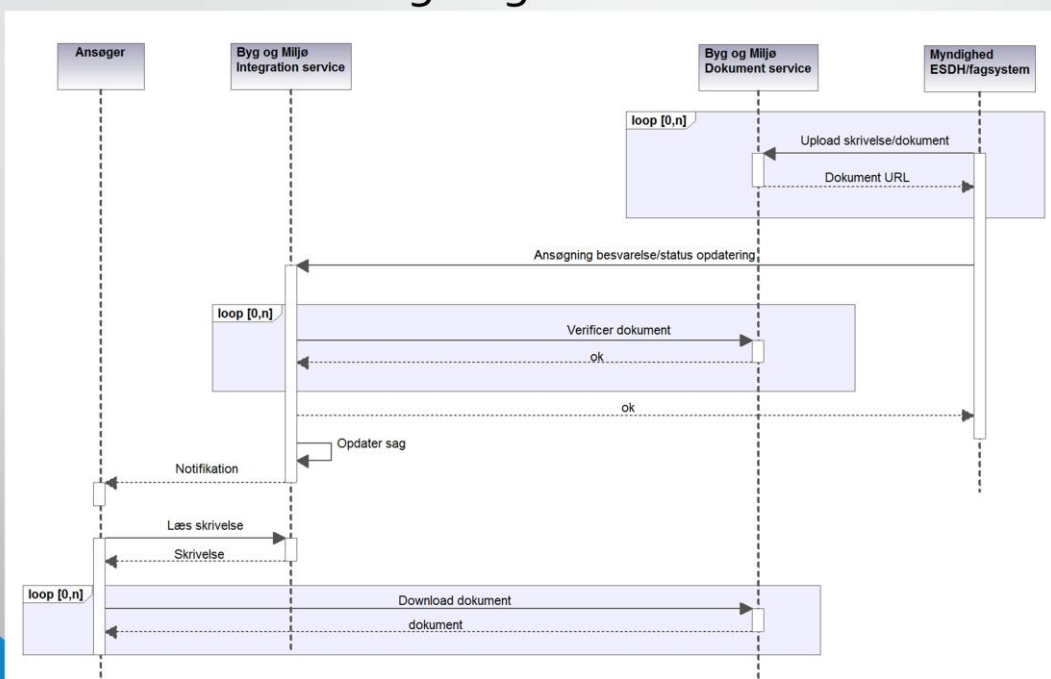 Ansøger
Byg og Miljø
Integration service
Byg og Miljø
Dokument service
Myndighed
ESDH/fagsystem
loop [0,n]
Upload skrivelse/dokument
Dokument URL
Ansøgning besvarelse/status opdatering
loop [0,n]
Verificer dokument
ok
ok
Opdater sag
Notifikation
Læs skrivelse
Skrivelse
loop [0,n]
Download dokument
dokument